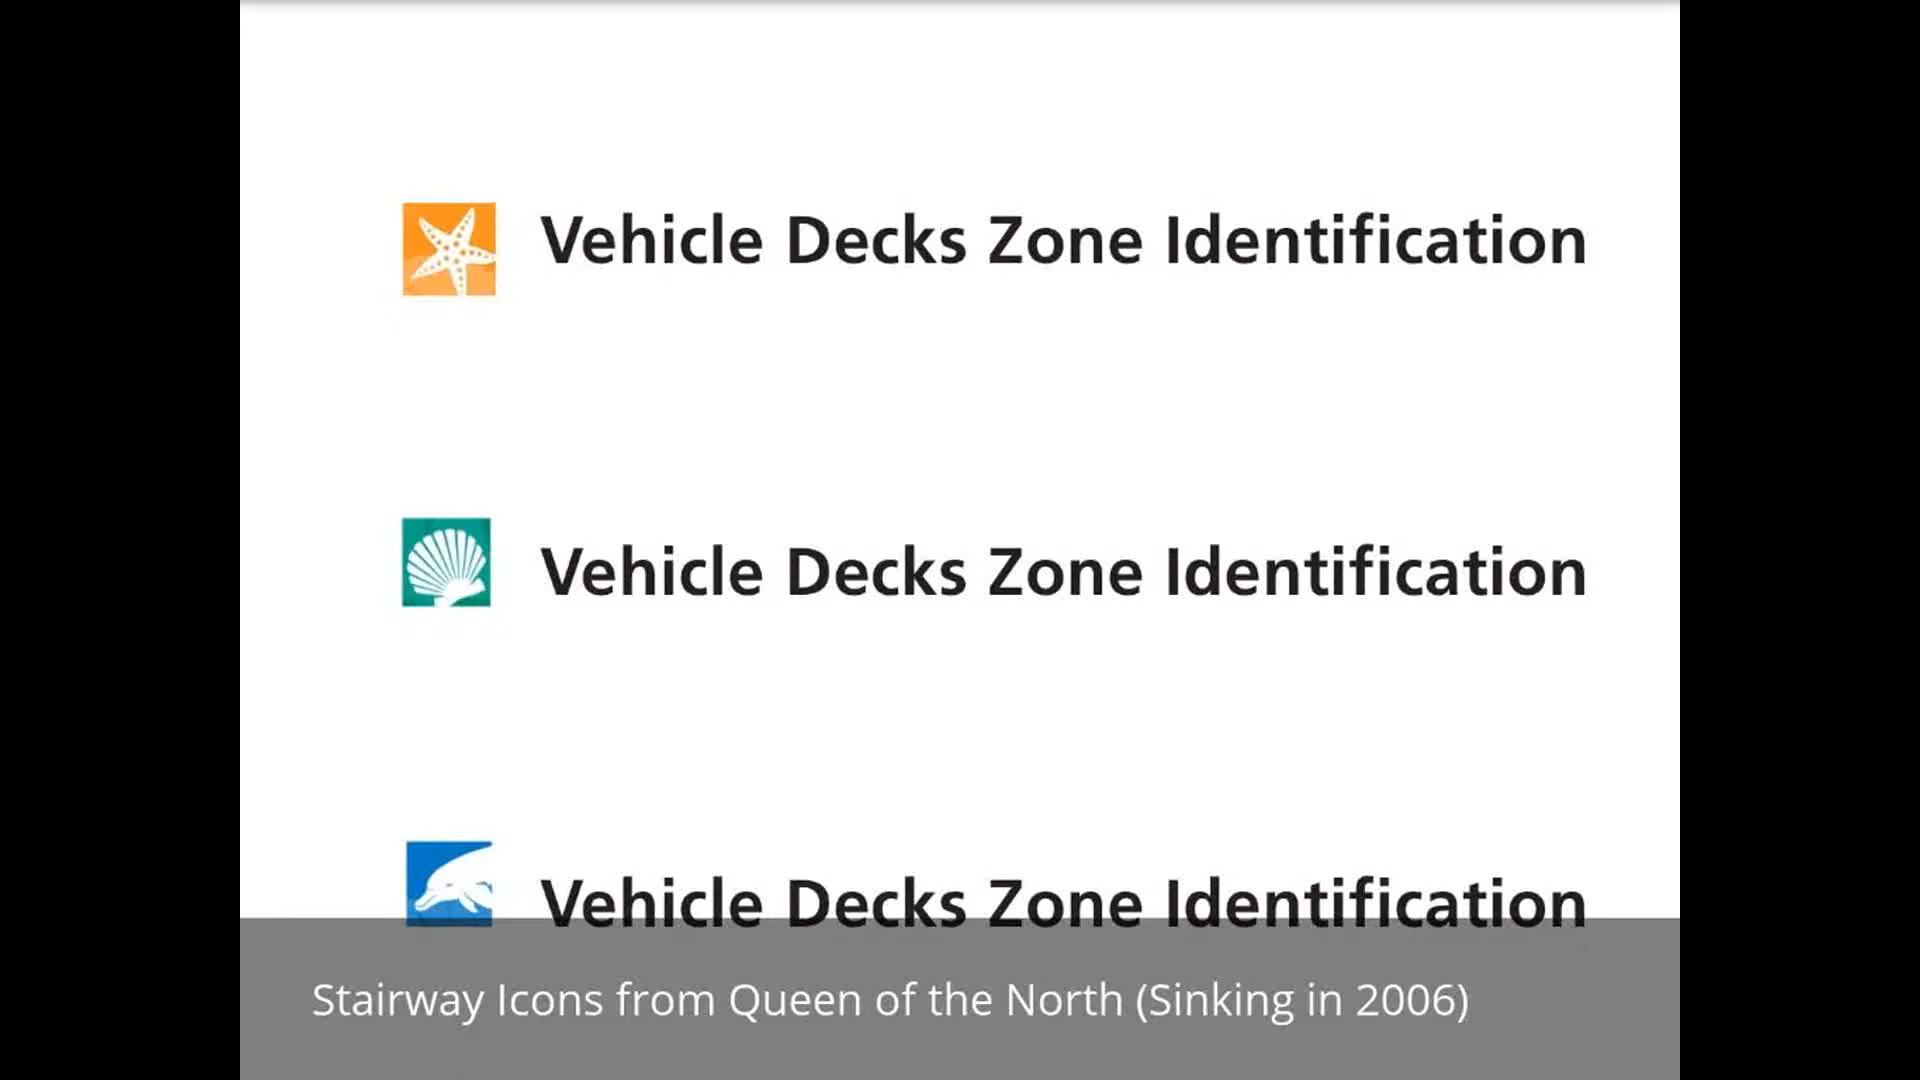 Vehicle Decks Zone Identification
Vehicle Decks Zone Identification
Vehicle Decks Zone Identification
Stairway Icons from Queen of the North (Sinking in 2006)